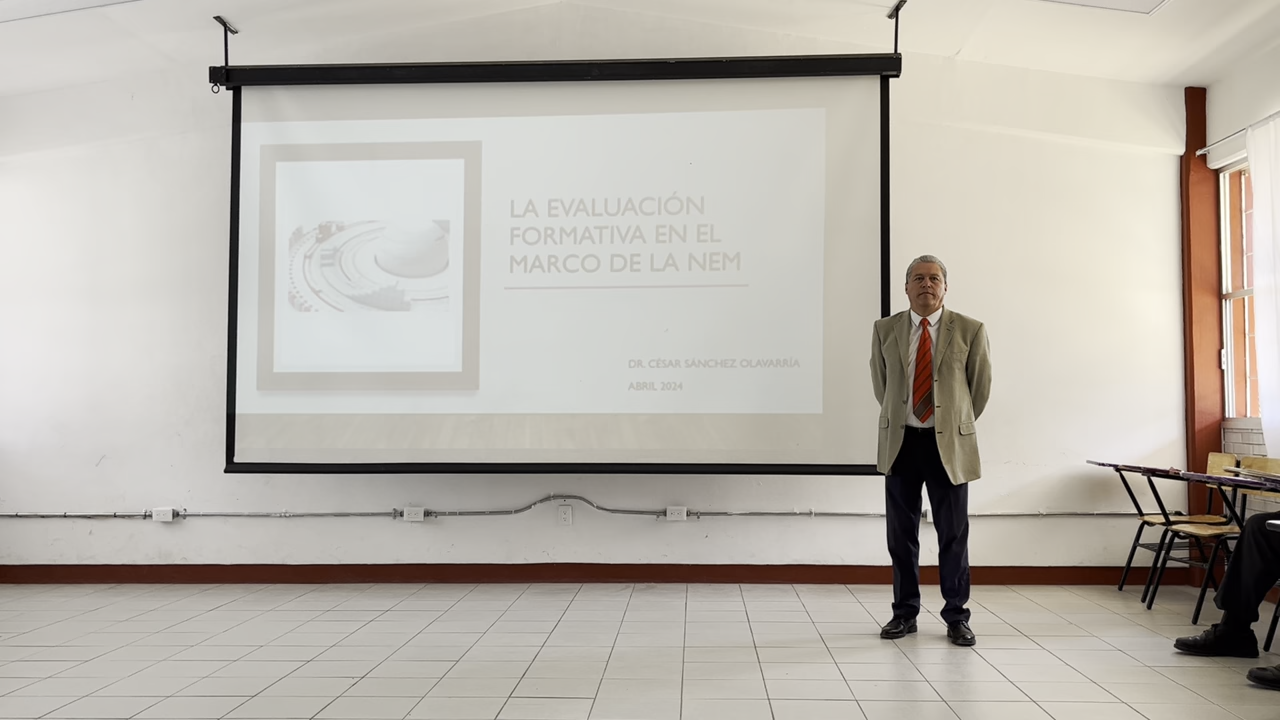 LA EVALUACIÓN
FORMATIVA EN EL
MARCO DE LA NEM
DR. CÉSAR SÁNCHEZ OLAVARRÍA
ABRIL 2024